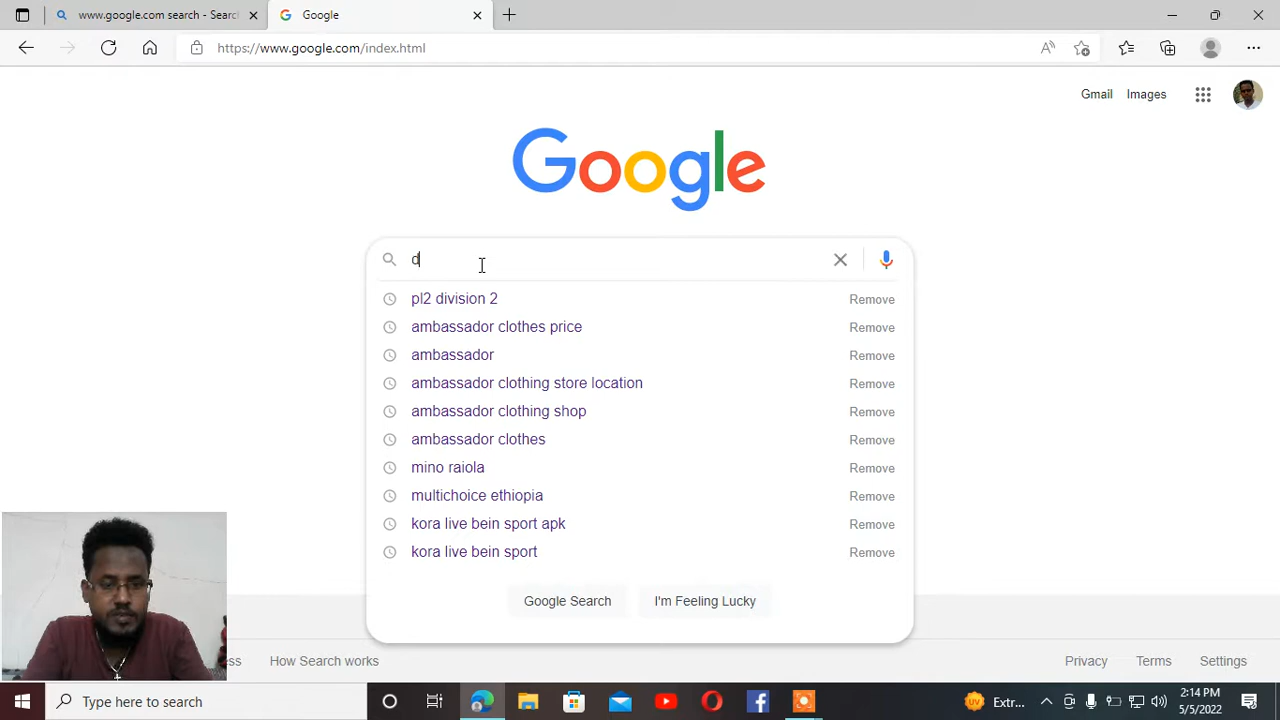 www.google.com search - Searc
Google
https://www.google.com/index.html
Gmail
Images
Google
d
pl2 division 2
Remove
ambassador clothes price
Remove
ambassador
Remove
ambassador clothing store location
Remove
ambassador clothing shop
Remove
ambassador clothes
Remove
mino raiola
Remove
multichoice ethiopia
Remove
kora live bein sport apk
Remove
kora live bein sport
Remove
Google Search
I'm Feeling Lucky
ess
How Search works
Privacy
Terms
Settings
Type here to search
Extr...
2:14 PM
5/5/2022